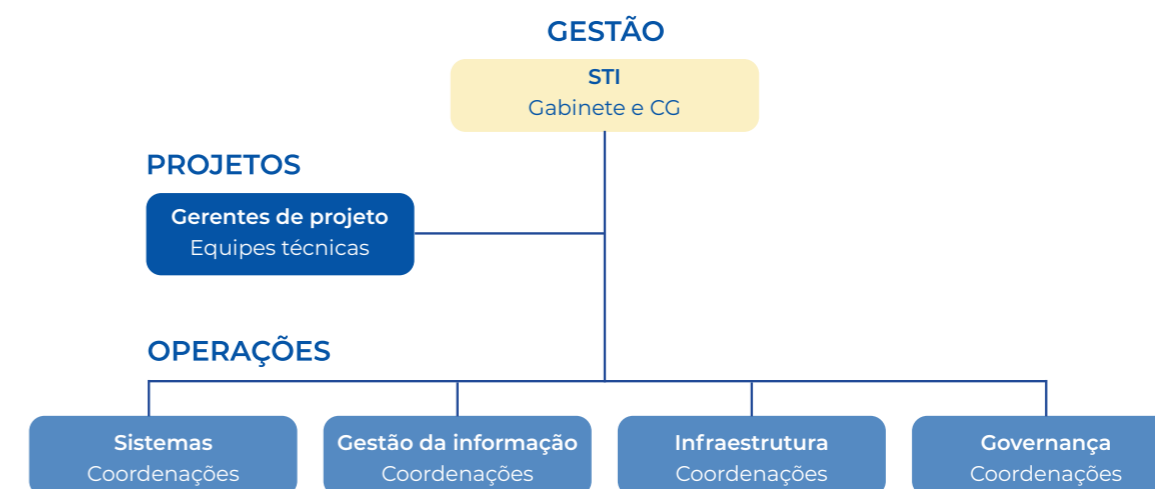 GESTÃO
STI
Gabinete e CG
PROJETOS
Gerentes de projeto
Equipes técnicas
OPERAÇÕES
Sistemas
Coordenações
Gestão da informação
Coordenações
Infraestrutura
Coordenações
Governança
Coordenações